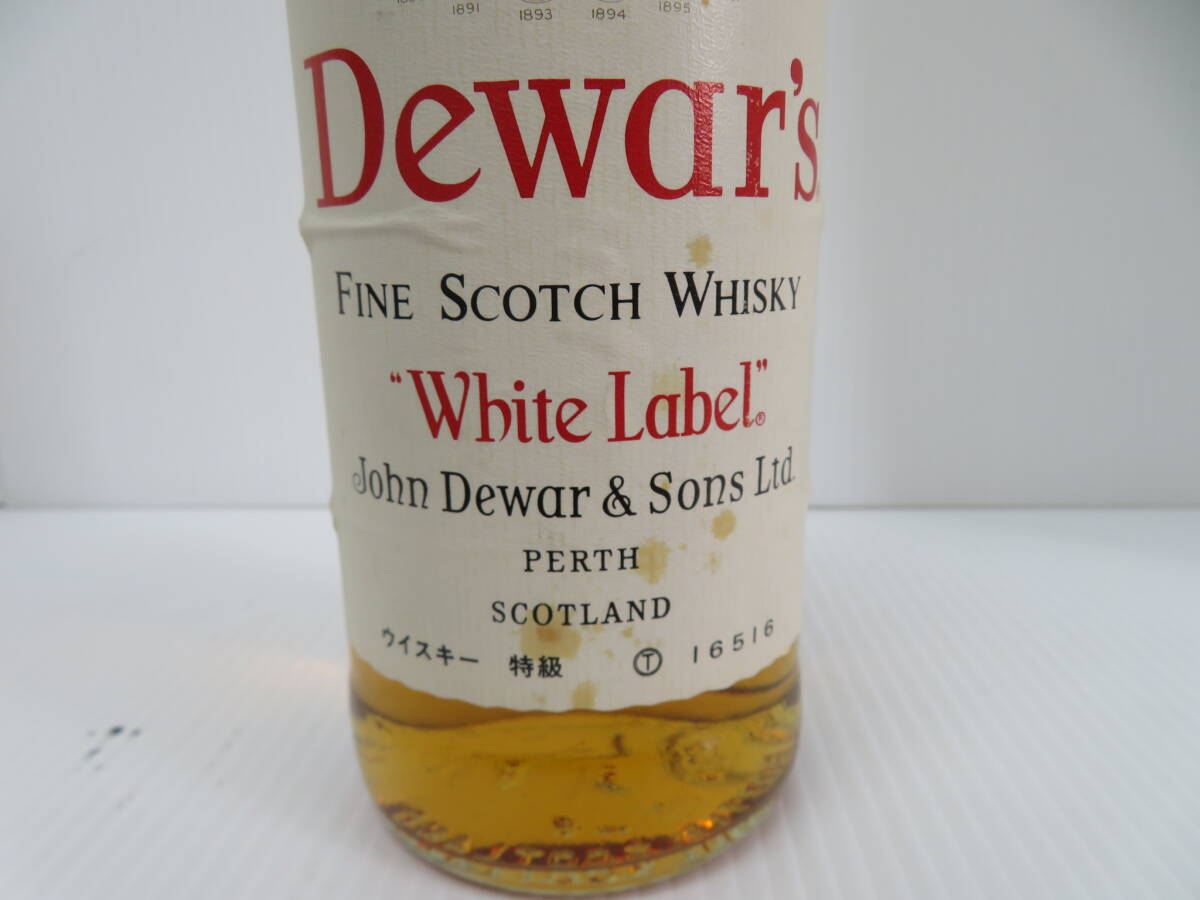 1891 1893 1894 1895
Dewar's
FINE SCOTCH WHISKY
"White Label"®
John Dewar & Sons Ltd.
PERTH
SCOTLAND
ウイスキー 特級 Ⓣ 16516